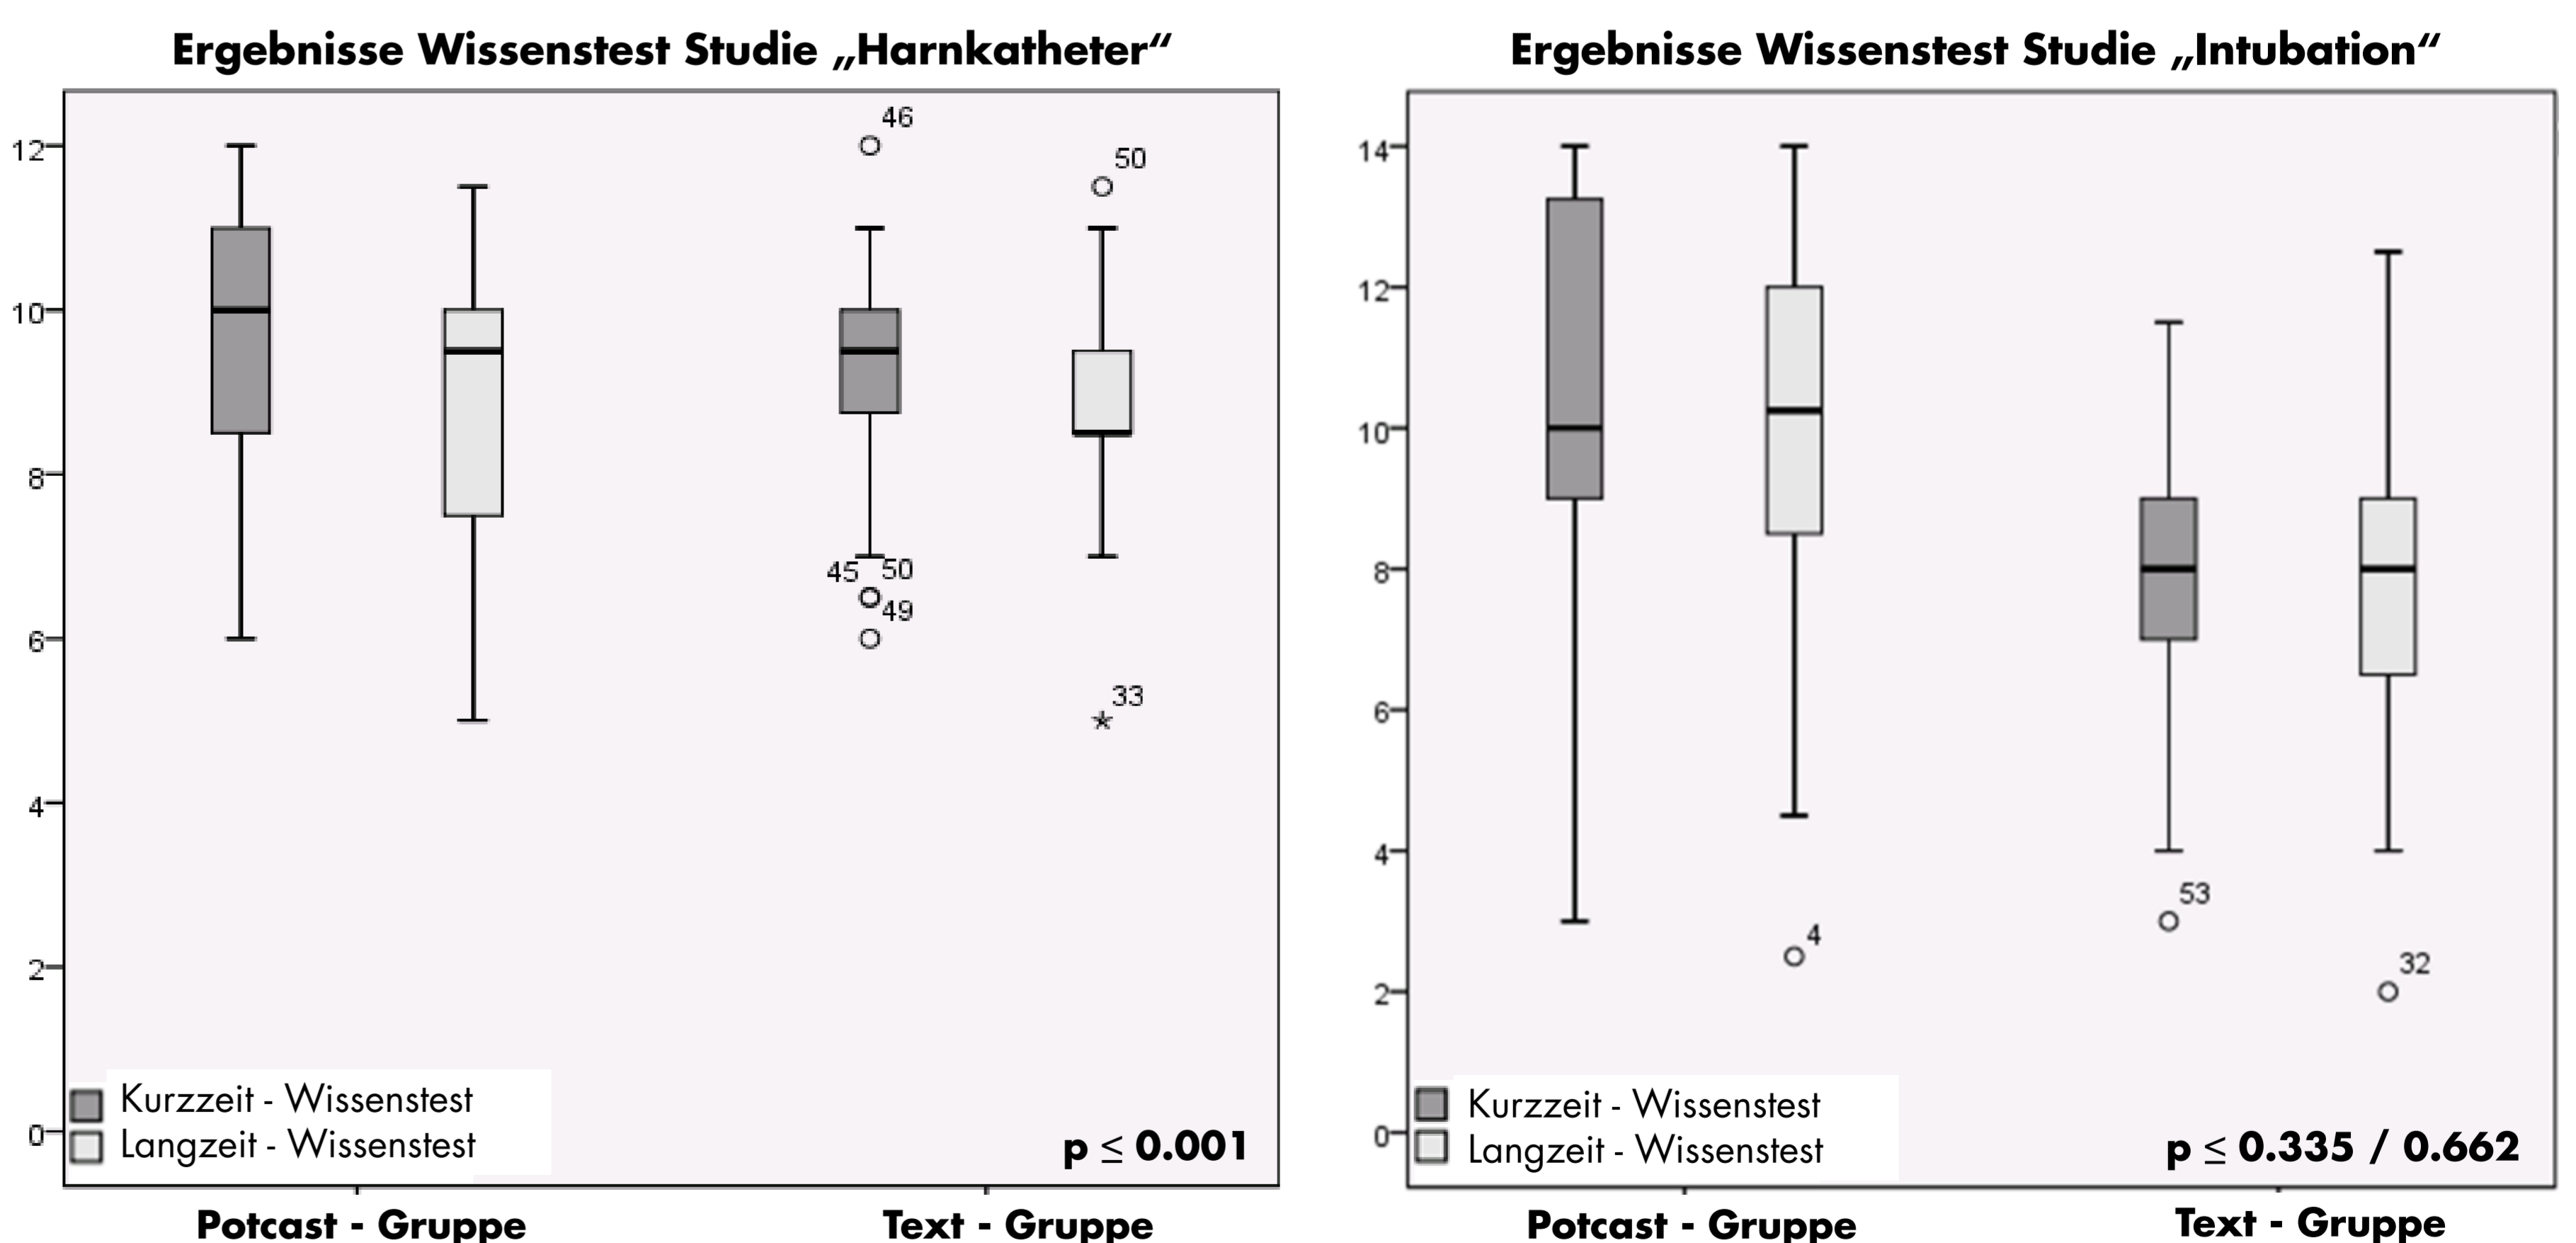 Ergebnisse Wissenstest Studie „Harnkatheter“
12
10
8
6
4
2
0
46
50
45 50
49
33
Kurzzeit - Wissenstest
Langzeit - Wissenstest
p ≤ 0.001
Potcast - Gruppe
Text - Gruppe
Ergebnisse Wissenstest Studie „Intubation“
14
12
10
8
6
4
2
0
53
4
32
Kurzzeit - Wissenstest
Langzeit - Wissenstest
p ≤ 0.335 / 0.662
Potcast - Gruppe
Text - Gruppe